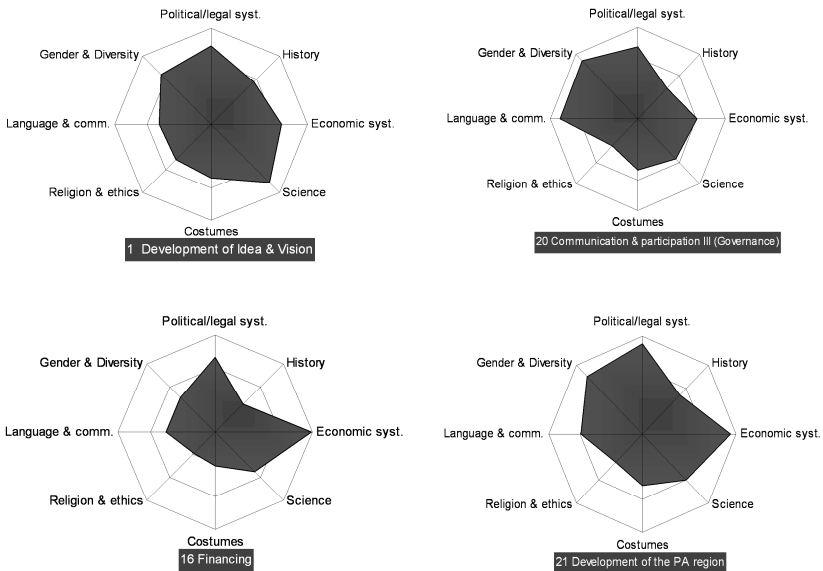 Political/legal syst.
Gender & Diversity
History
Language & comm.
Economic syst.
Religion & ethics
Science
Costumes
1 Development of Idea & Vision
Political/legal syst.
Gender & Diversity
History
Language & comm.
Economic syst.
Religion & ethics
Science
Costumes
20 Communication & participation III (Governance)
Political/legal syst.
Gender & Diversity
History
Language & comm.
Economic syst.
Religion & ethics
Science
Costumes
16 Financing
Political/legal syst.
Gender & Diversity
History
Language & comm.
Economic syst.
Religion & ethics
Science
Costumes
21 Development of the PA region